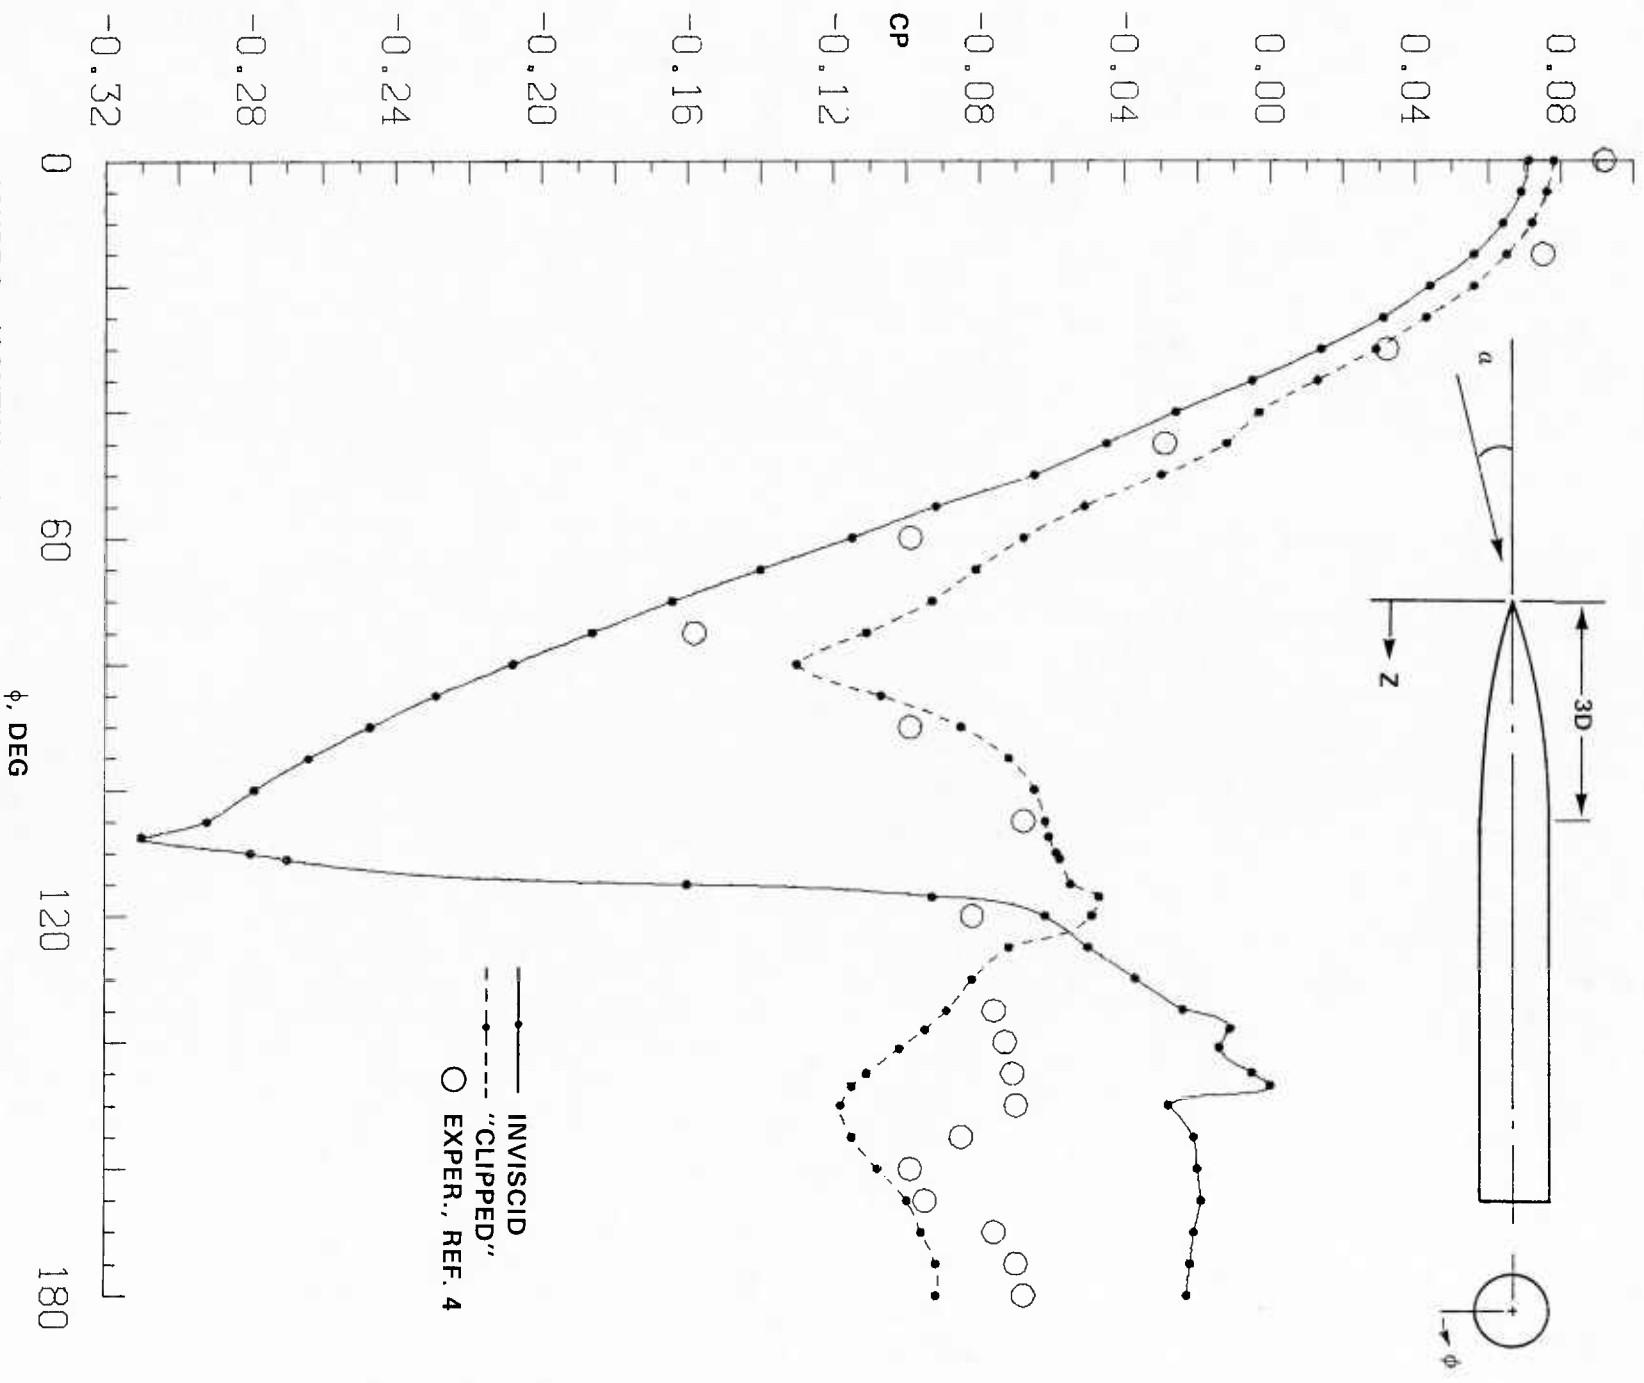 0.08
0.04
0.00
-0.04
-0.08
CP
-0.12
-0.16
-0.20
-0.24
-0.28
-0.32
0
60
120
180
ϕ, DEG
α
Z
3D
ϕ
INVISCID
"CLIPPED"
EXPER., REF. 4